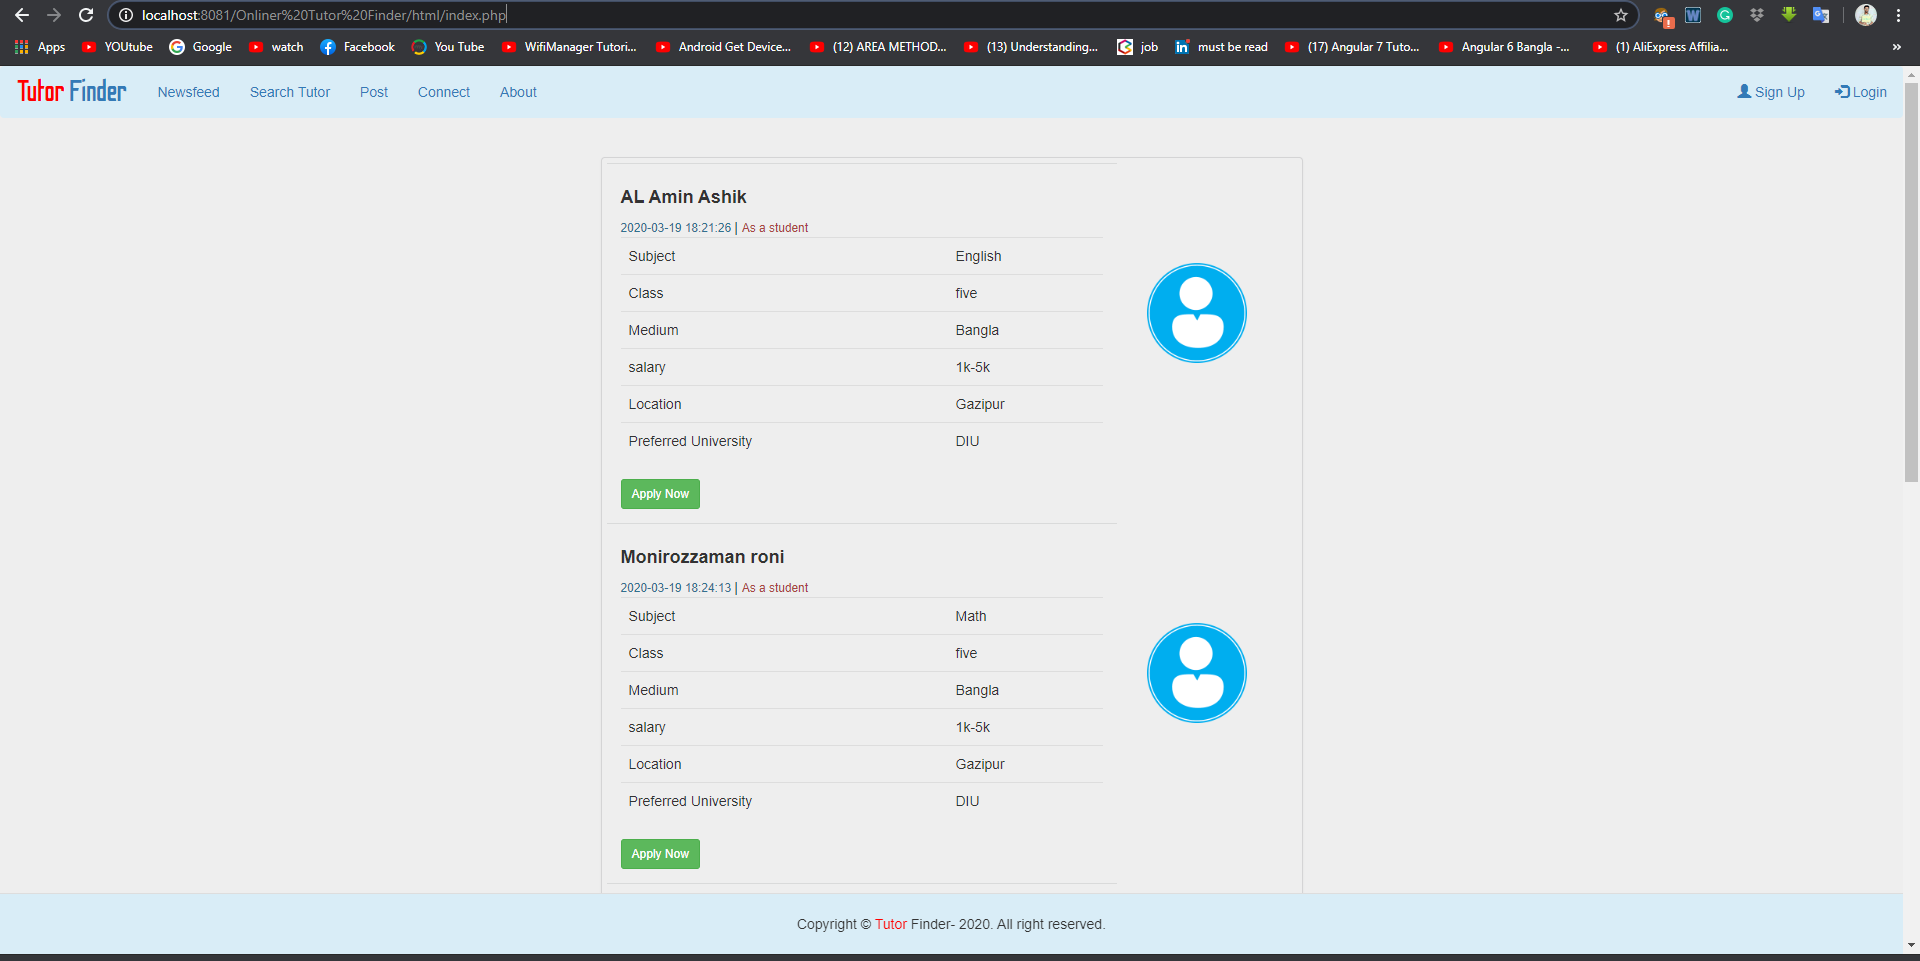 localhost:8081/Onliner%20Tutor%20Finder/html/index.php
Apps YOUtube Google watch Facebook You Tube WifiManager Tutori... Android Get Device... (12) AREA METHOD... (13) Understanding... job must be read (17) Angular 7 Tuto... Angular 6 Bangla -... (1) AliExpress Affilia... »
Tutor Finder Newsfeed Search Tutor Post Connect About Sign Up Login
AL Amin Ashik
2020-03-19 18:21:26 | As a student
Subject English
Class five
Medium Bangla
salary 1k-5k
Location Gazipur
Preferred University DIU
Apply Now
Monirozzaman roni
2020-03-19 18:24:13 | As a student
Subject Math
Class five
Medium Bangla
salary 1k-5k
Location Gazipur
Preferred University DIU
Apply Now
Copyright © Tutor Finder- 2020. All right reserved.